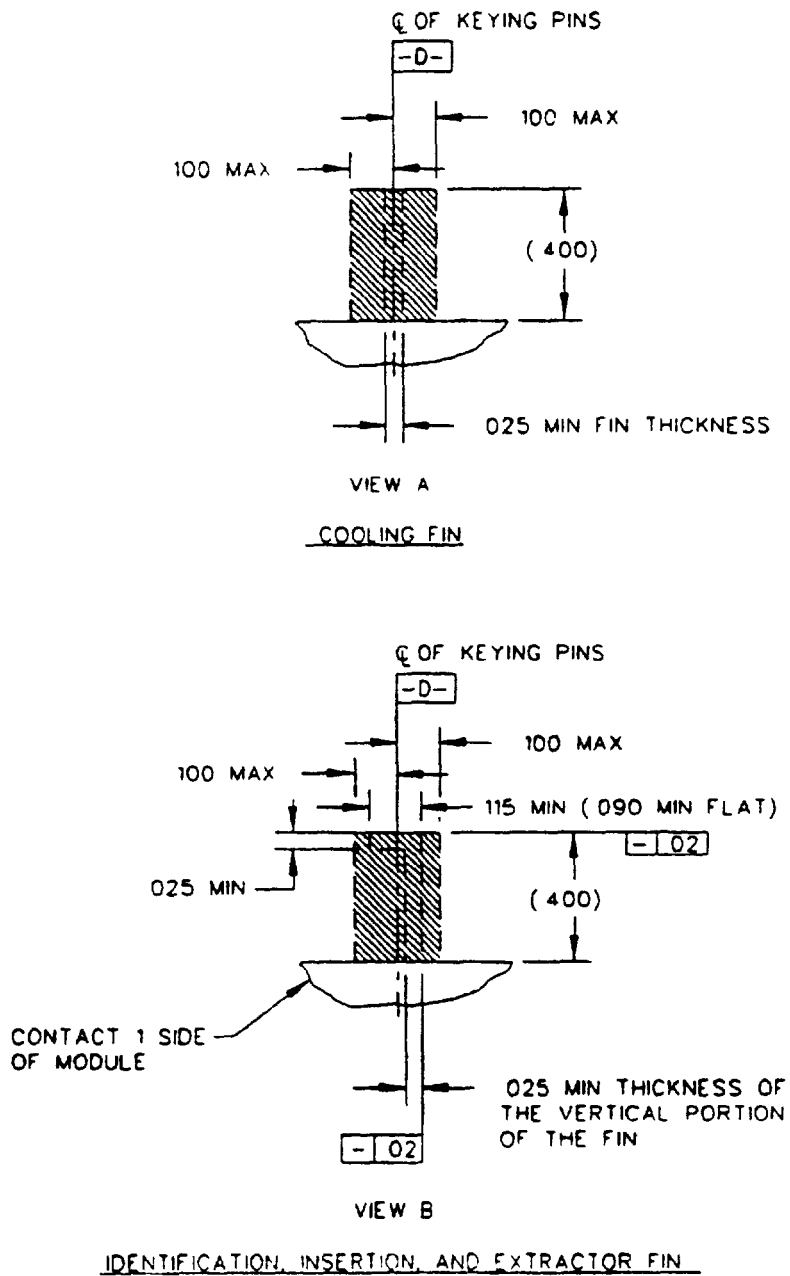 ℄ OF KEYING PINS
-D-
100 MAX
100 MAX
(400)
025 MIN FIN THICKNESS
VIEW A
COOLING FIN
℄ OF KEYING PINS
-D-
100 MAX
100 MAX
115 MIN (090 MIN FLAT)
- 02
025 MIN
(400)
CONTACT 1 SIDE
OF MODULE
025 MIN THICKNESS OF
THE VERTICAL PORTION
OF THE FIN
- 02
VIEW B
IDENTIFICATION, INSERTION, AND EXTRACTOR FIN